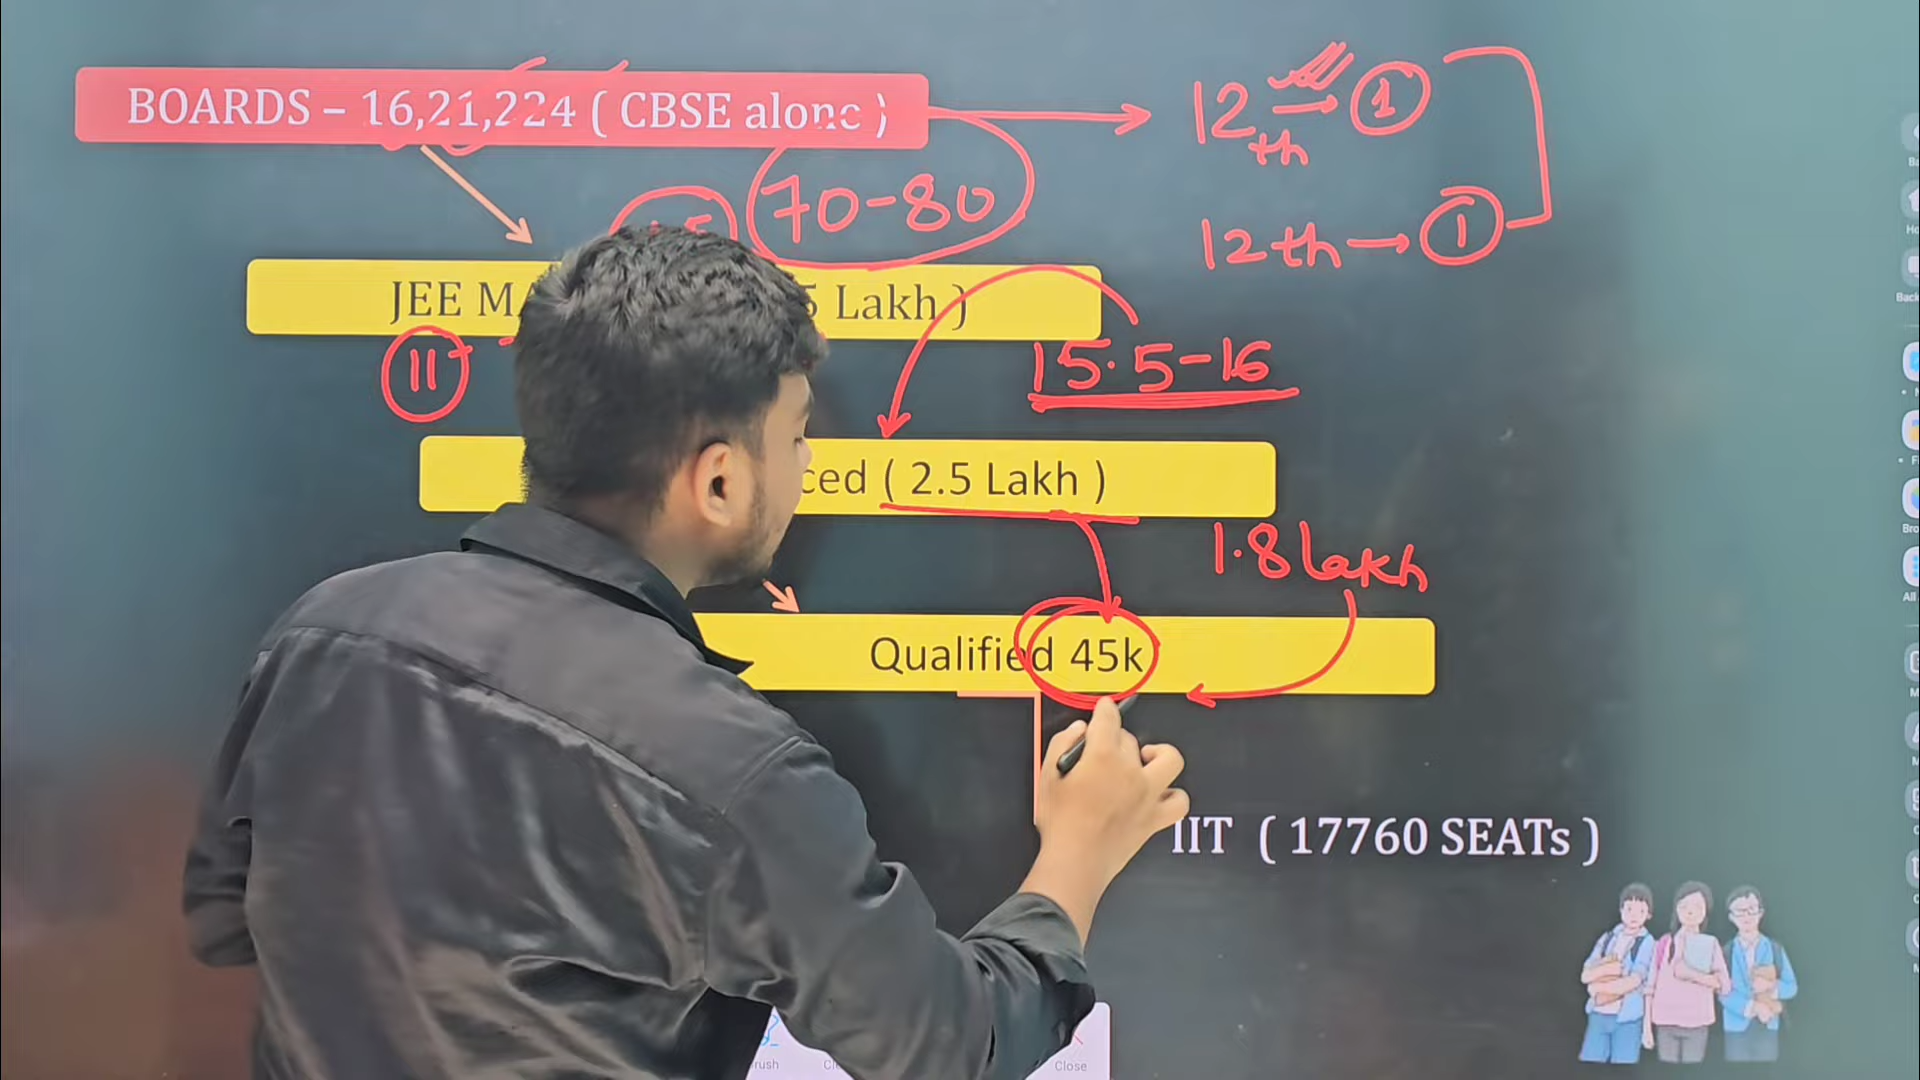 BOARDS – 16,21,224 ( CBSE alone )
12th → 1
70-80
12th → 1
JEE 5 Lakh )
11
15.5-16
ced ( 2.5 Lakh )
1.8 lakh
Qualified 45k
IIT ( 17760 SEATs )
Close